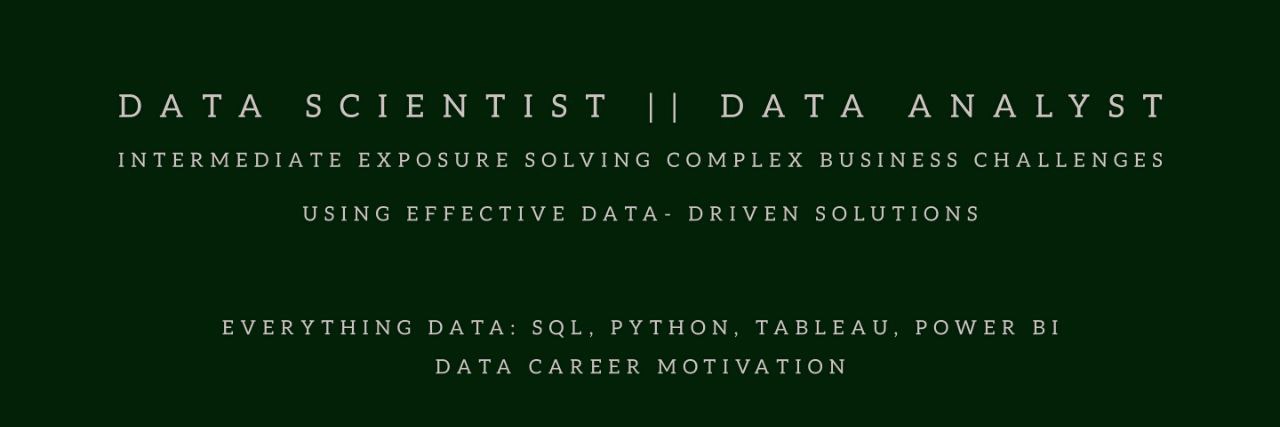 DATA SCIENTIST || DATA ANALYST
INTERMEDIATE EXPOSURE SOLVING COMPLEX BUSINESS CHALLENGES
USING EFFECTIVE DATA- DRIVEN SOLUTIONS
EVERYTHING DATA: SQL, PYTHON, TABLEAU, POWER BI
DATA CAREER MOTIVATION